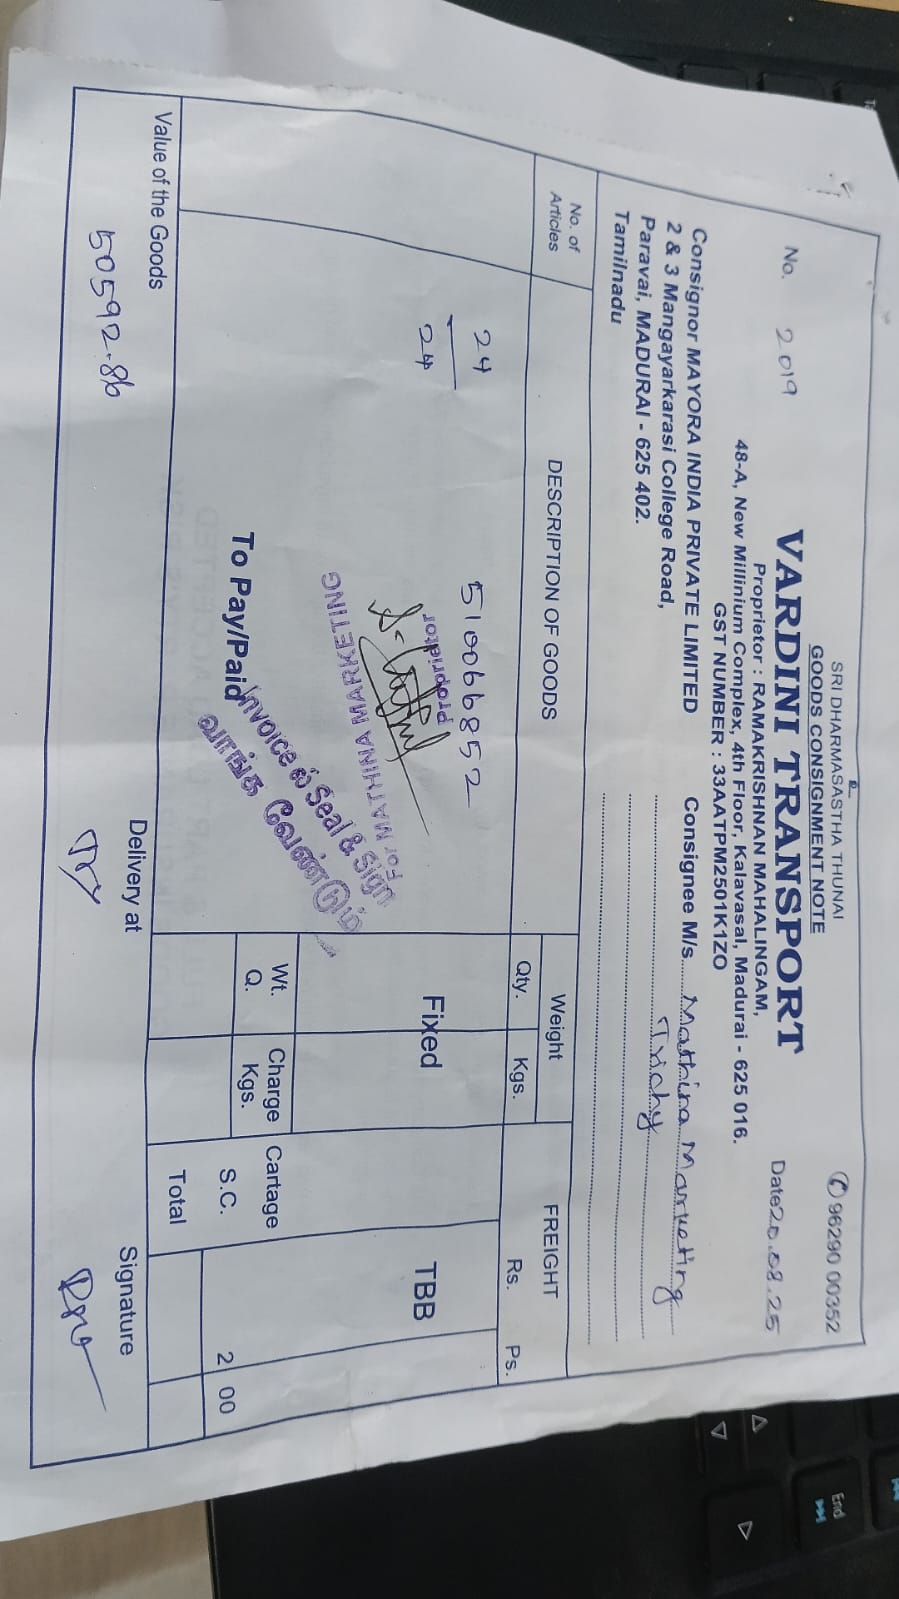 SRI DHARMASASTHA THUNAI
GOODS CONSIGNMENT NOTE
✆ 96290 00352
No. 2019
VARDINI TRANSPORT
Date 20.08.25
Proprietor : RAMAKRISHNAN MAHALINGAM,
48-A, New Millinium Complex, 4th Floor, Kalavasal, Madurai - 625 016.
GST NUMBER : 33AATPM2501K1ZO
Consignor MAYORA INDIA PRIVATE LIMITED
2 & 3 Mangayarkarasi College Road,
Paravai, MADURAI - 625 402.
Tamilnadu
Consignee M/s. Mathina Marketing
Trichy
No. of Articles
DESCRIPTION OF GOODS
Weight
Qty. Kgs.
FREIGHT
Rs. Ps.
24
24
51006852
Fixed
TBB
For MATHINA MARKETING
Proprietor
Invoice ல் Seal & Sign
வாங்க வேண்டும்
To Pay/Paid
Wt. Q.
Charge Kgs.
Cartage
S.C. 2 00
Total
Value of the Goods
50592.86
Delivery at
Try
Signature
End